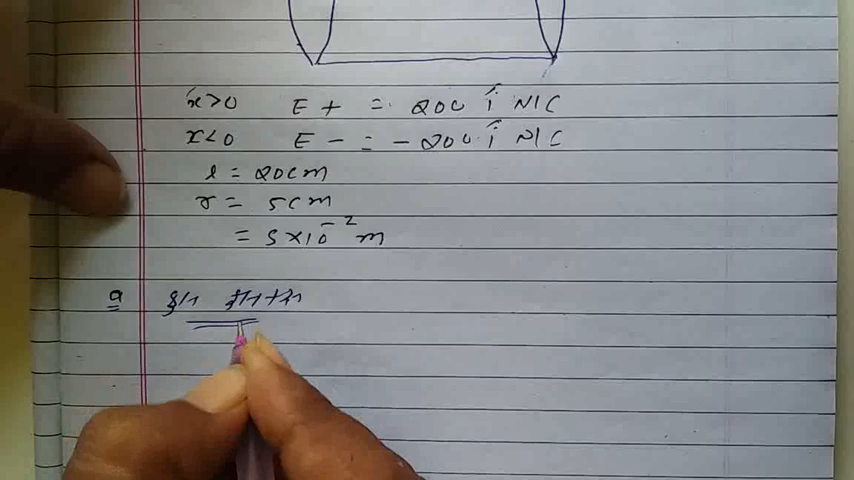 x>0 E + = 200 î N/C
x<0 E - = - 200 î N/C
l = 20cm
r = 5cm
= 5×10⁻² m
a